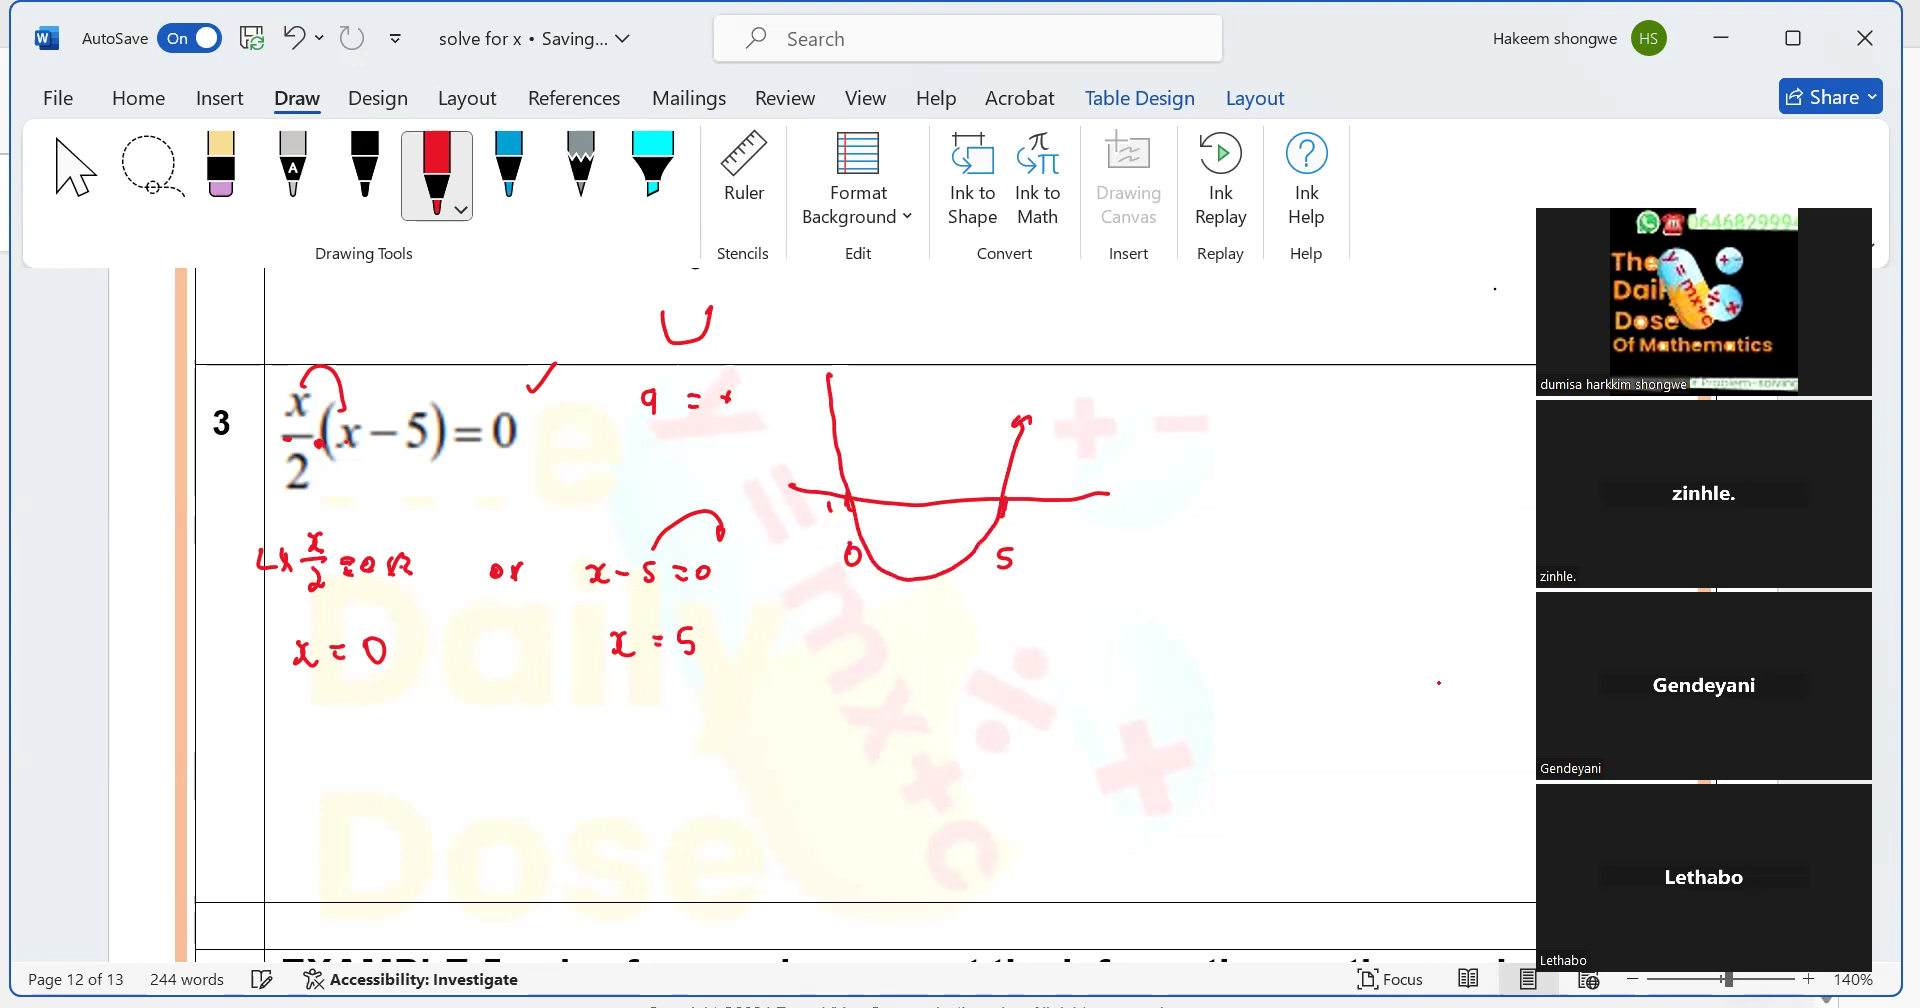 AutoSave On solve for x • Saving... Search Hakeem shongwe HS
File Home Insert Draw Design Layout References Mailings Review View Help Acrobat Table Design Layout Share
A
Ruler
Format Background
Ink to Shape
Ink to Math
Drawing Canvas
Ink Replay
Ink Help
Drawing Tools Stencils Edit Convert Insert Replay Help
3
x/2(x − 5) = 0
a = +
x/2 = 0 or x - 5 = 0
0 5
x = 0 x = 5
The
Daily
Dose
Of Mathematics
y = mx + c
dumisa harkkim shongwe
zinhle.
zinhle.
Gendeyani
Gendeyani
Lethabo
Lethabo
Daily
Dose
mx+c
Page 12 of 13 244 words Accessibility: Investigate Focus 140%